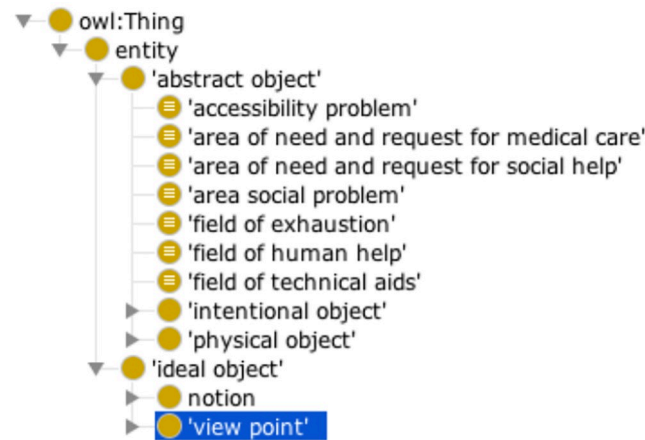 owl:Thing
entity
'abstract object'
'accessibility problem'
'area of need and request for medical care'
'area of need and request for social help'
'area social problem'
'field of exhaustion'
'field of human help'
'field of technical aids'
'intentional object'
'physical object'
'ideal object'
notion
'view point'